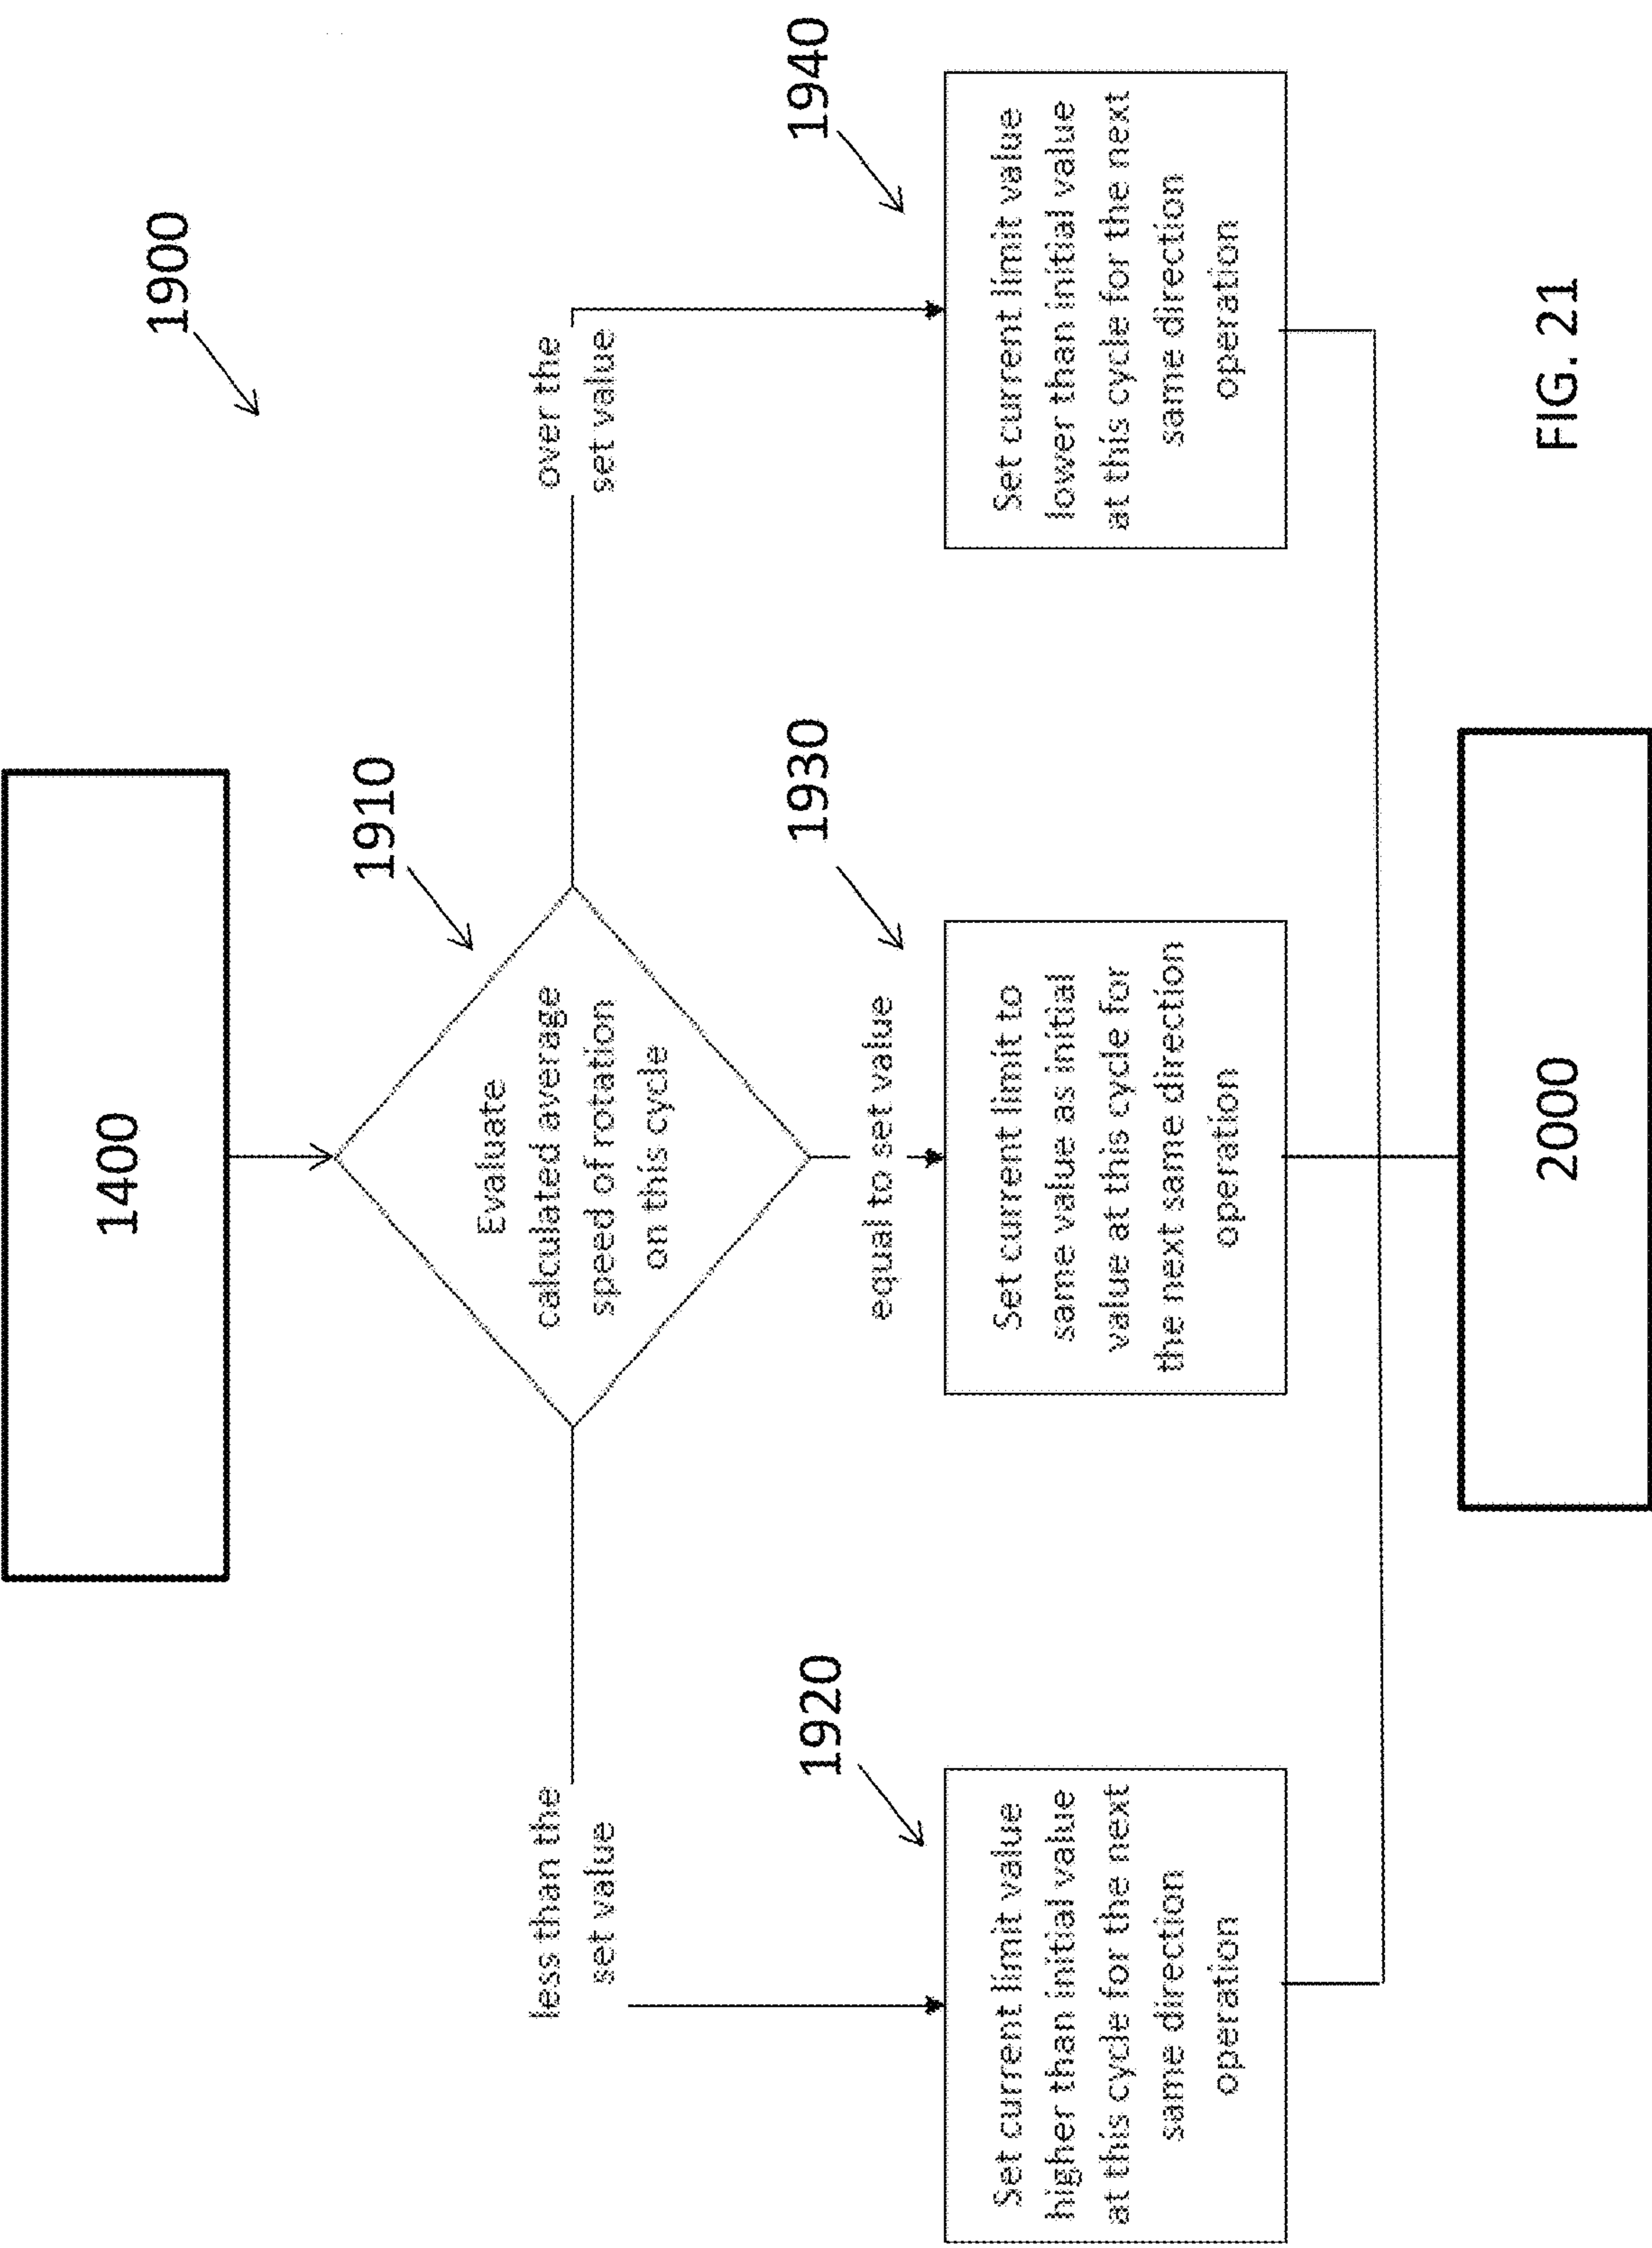 1900
1400
1910
Evaluate
calculated average
speed of rotation
on this cycle
less than the
set value
equal to set value
over the
set value
1920
Set current limit value
higher than initial value
at this cycle for the next
same direction
operation
1930
Set current limit to
same value as initial
value at this cycle for
the next same direction
operation
1940
Set current limit value
lower than initial value
at this cycle for the next
same direction
operation
2000
FIG. 21